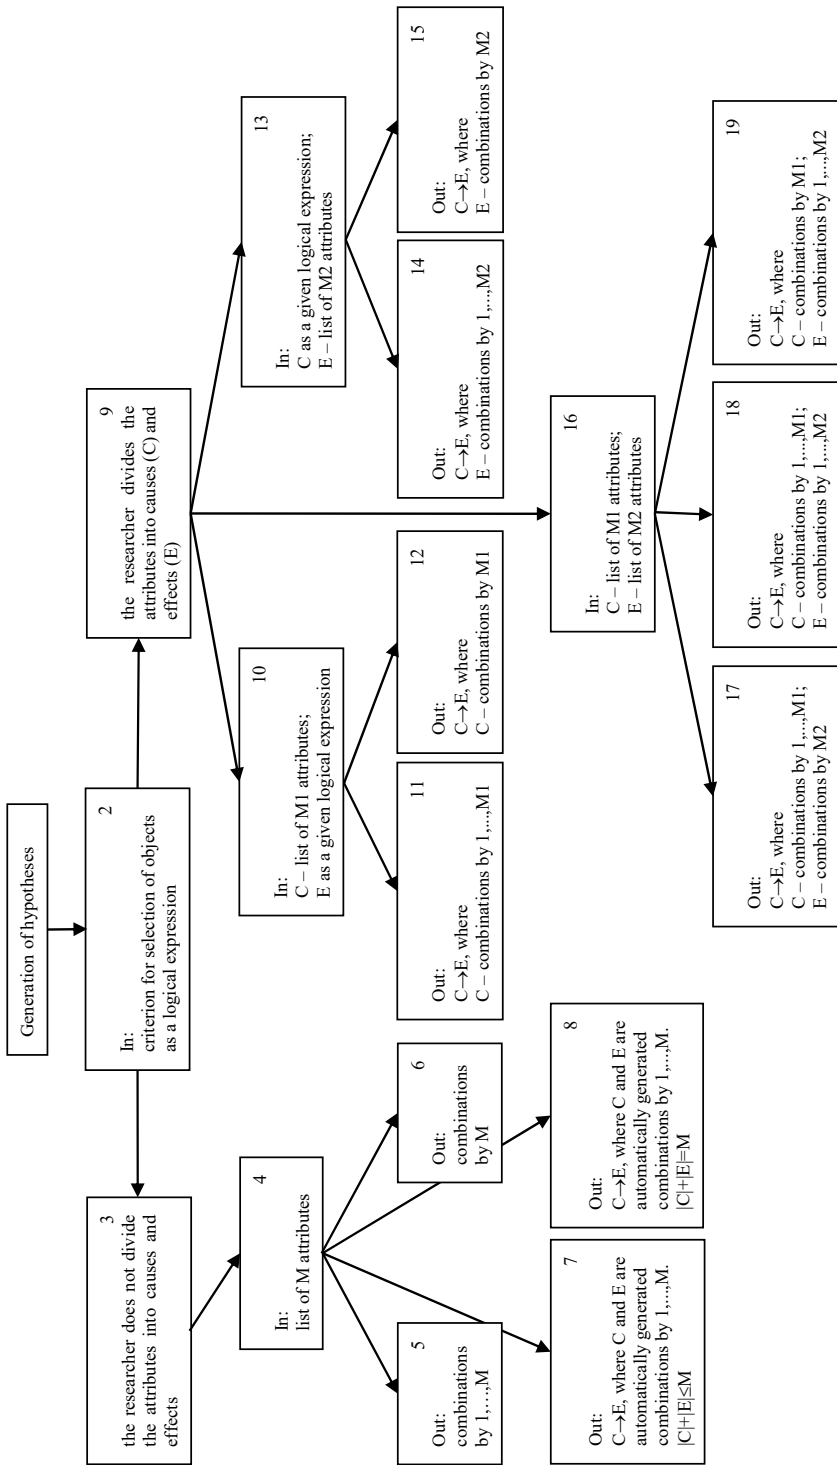 Generation of hypotheses
2
In:
criterion for selection of objects
as a logical expression
3
the researcher does not divide
the attributes into causes and
effects
9
the researcher divides the
attributes into causes (C) and
effects (E)
4
In:
list of M attributes
10
In:
C – list of M1 attributes;
E as a given logical expression
13
In:
C as a given logical expression;
E – list of M2 attributes
5
Out:
combinations
by 1,…,M
6
Out:
combinations
by M
11
Out:
C→E, where
C – combinations by 1,...,M1
12
Out:
C→E, where
C – combinations by M1
14
Out:
C→E, where
E – combinations by 1,...,M2
15
Out:
C→E, where
E – combinations by M2
7
Out:
C→E, where C and E are
automatically generated
combinations by 1,…,M.
|C|+|E|≤M
8
Out:
C→E, where C and E are
automatically generated
combinations by 1,…,M.
|C|+|E|=M
16
In:
C – list of M1 attributes;
E – list of M2 attributes
17
Out:
C→E, where
C – combinations by 1,...,M1;
E – combinations by M2
18
Out:
C→E, where
C – combinations by 1,...,M1;
E – combinations by 1,...,M2
19
Out:
C→E, where
C – combinations by M1;
E – combinations by 1,...,M2